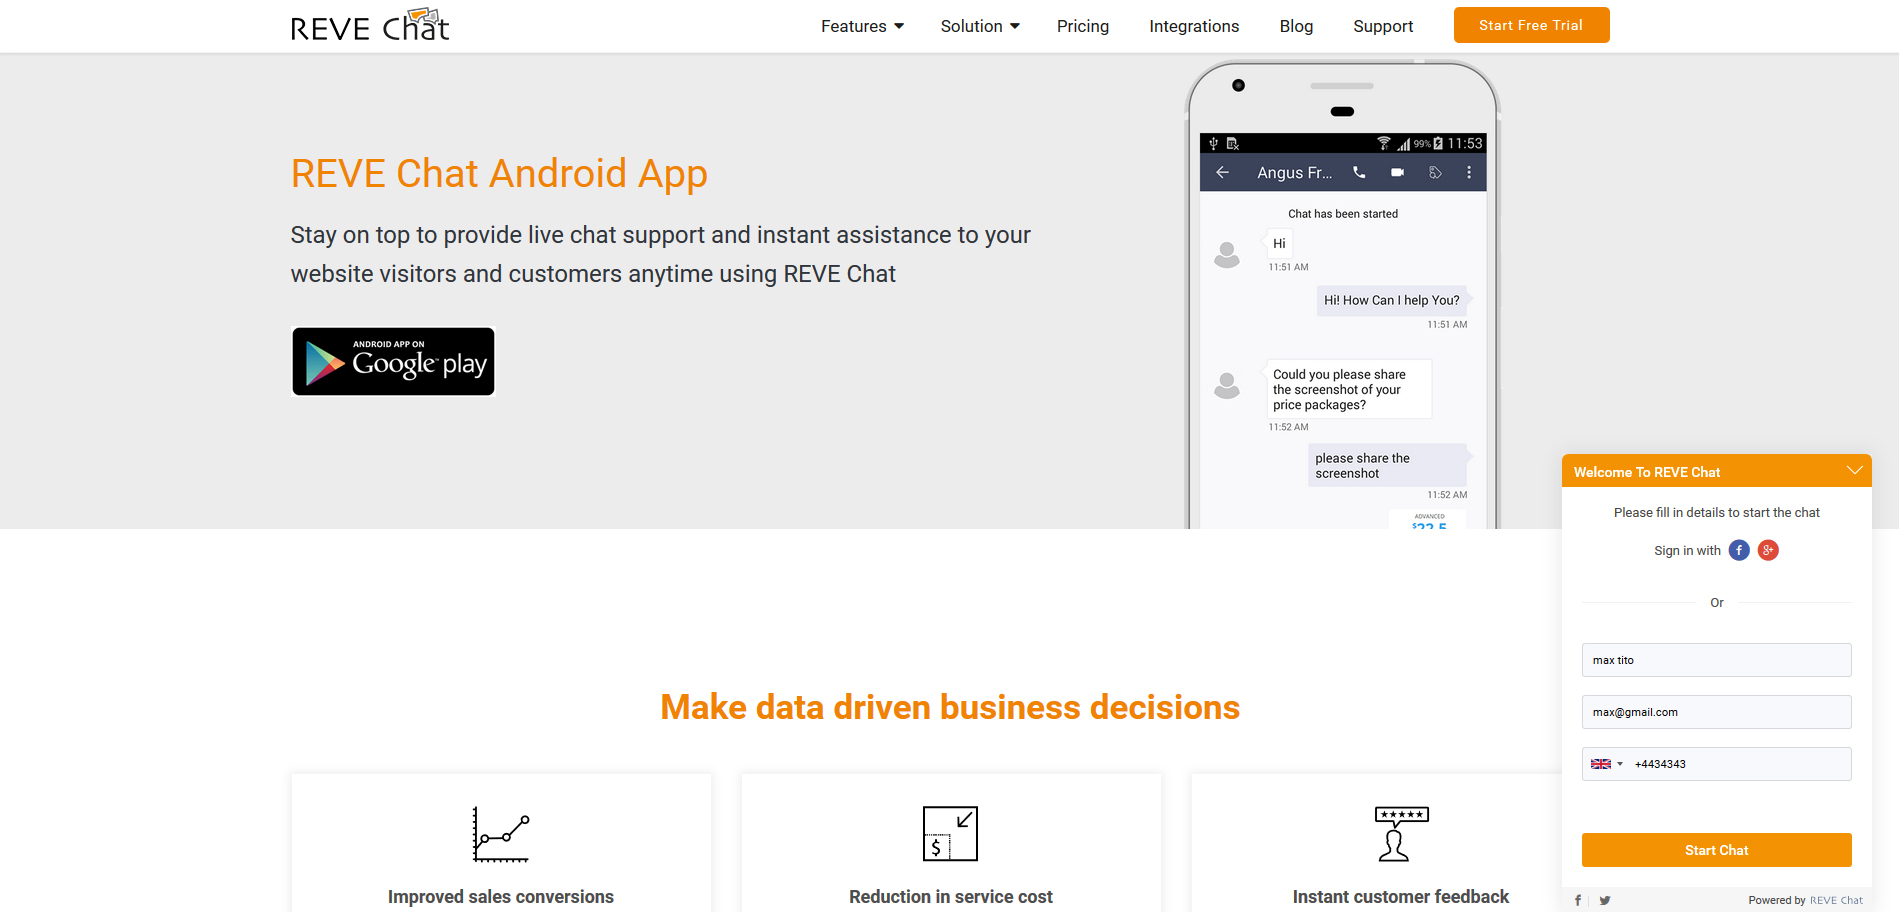 REVE Chat
Features
Solution
Pricing
Integrations
Blog
Support
Start Free Trial
REVE Chat Android App
Stay on top to provide live chat support and instant assistance to your
website visitors and customers anytime using REVE Chat
ANDROID APP ON
Google play
99% 11:53
Angus Fr...
Chat has been started
Hi
11:51 AM
Hi! How Can I help You?
11:51 AM
Could you please share
the screenshot of your
price packages?
11:52 AM
please share the
screenshot
11:52 AM
ADVANCED
$22.5
Welcome To REVE Chat
Please fill in details to start the chat
Sign in with
Or
max tito
max@gmail.com
+4434343
Start Chat
Powered by REVE Chat
Make data driven business decisions
Improved sales conversions
Reduction in service cost
Instant customer feedback